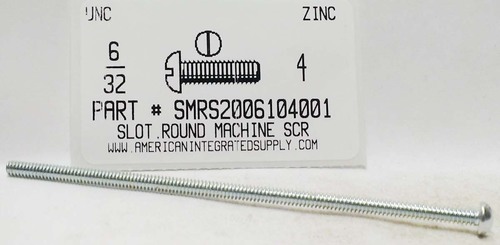 UNC ZINC
6
32 4
PART # SMRS2006104001
SLOT ROUND MACHINE SCR
WWW.AMERICANINTEGRATEDSUPPLY.COM